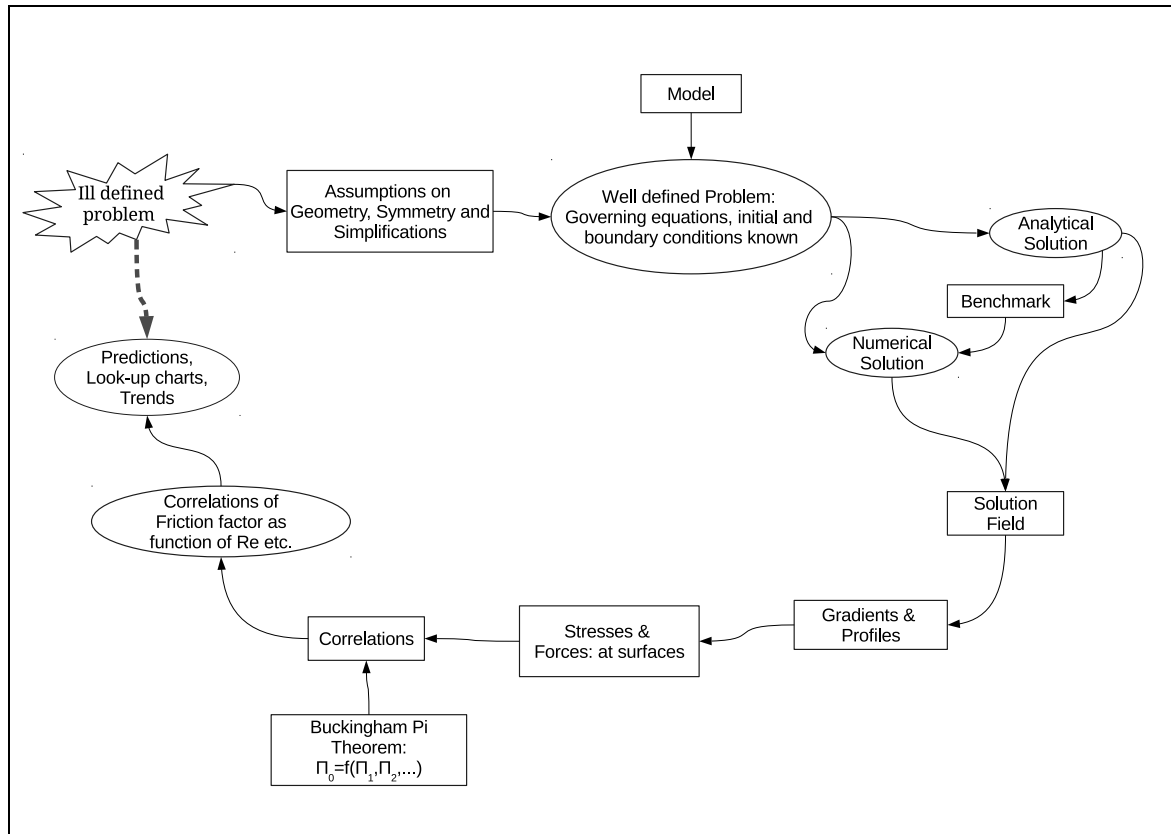 Model
Ill defined
problem
Assumptions on
Geometry, Symmetry and
Simplifications
Well defined Problem:
Governing equations, initial and
boundary conditions known
Analytical
Solution
Benchmark
Numerical
Solution
Predictions,
Look-up charts,
Trends
Correlations of
Friction factor as
function of Re etc.
Solution
Field
Gradients &
Profiles
Stresses &
Forces: at surfaces
Correlations
Buckingham Pi
Theorem:
Π₀=f(Π₁,Π₂,...)